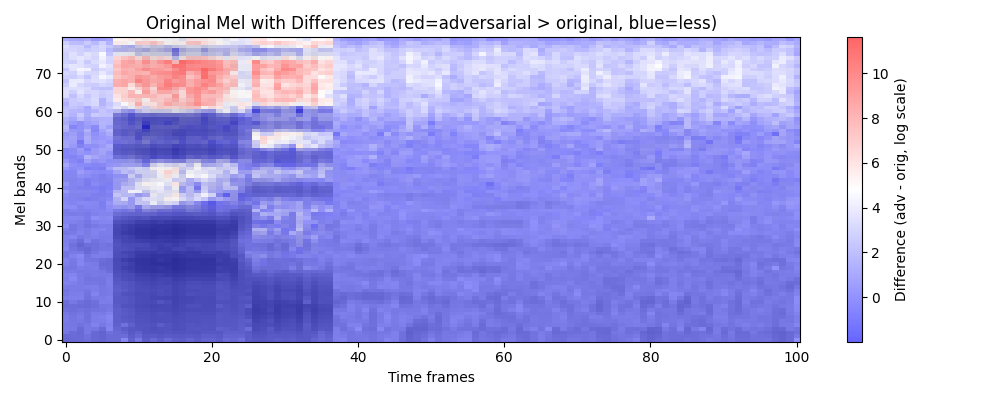 Original Mel with Differences (red=adversarial > original, blue=less)
Mel bands
70
60
50
40
30
20
10
0
0 20 40 60 80 100
Time frames
10
8
6
4
2
0
Difference (adv - orig, log scale)